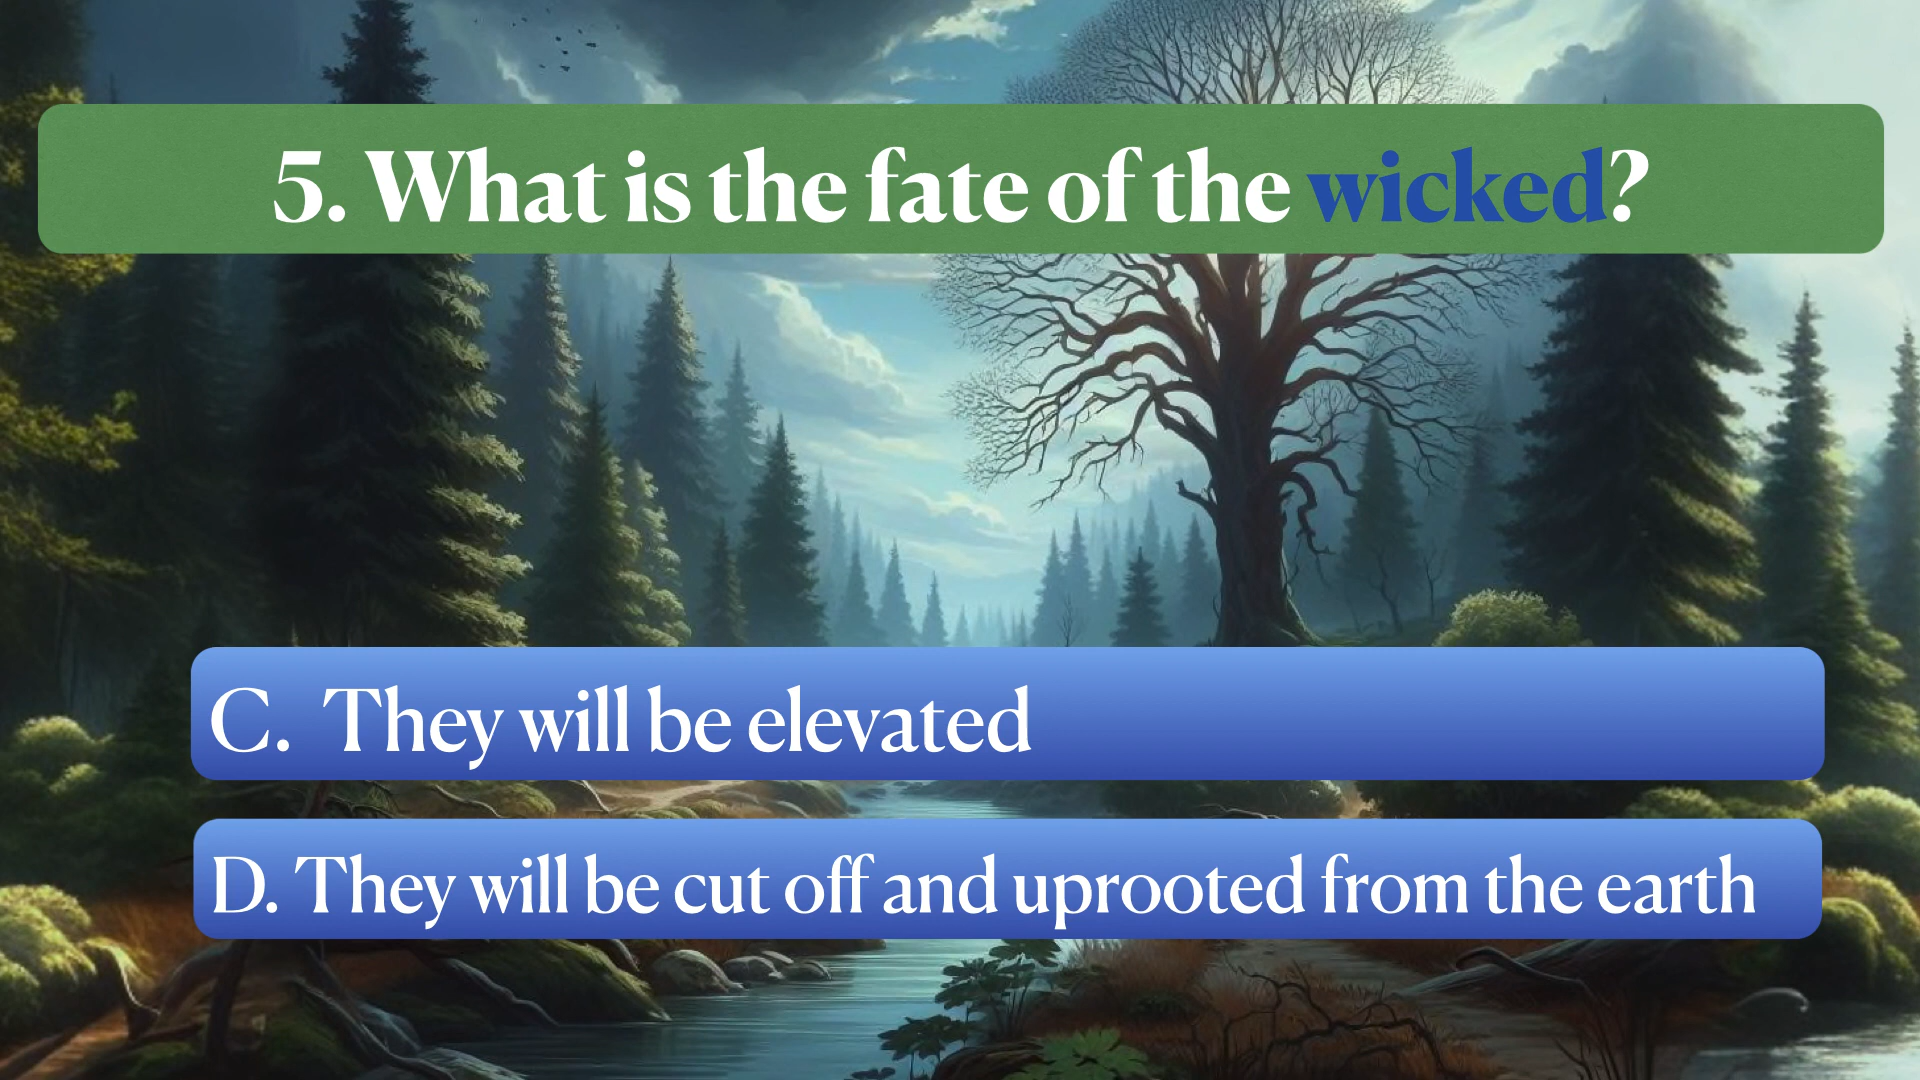 5. What is the fate of the wicked?
C. They will be elevated
D. They will be cut off and uprooted from the earth